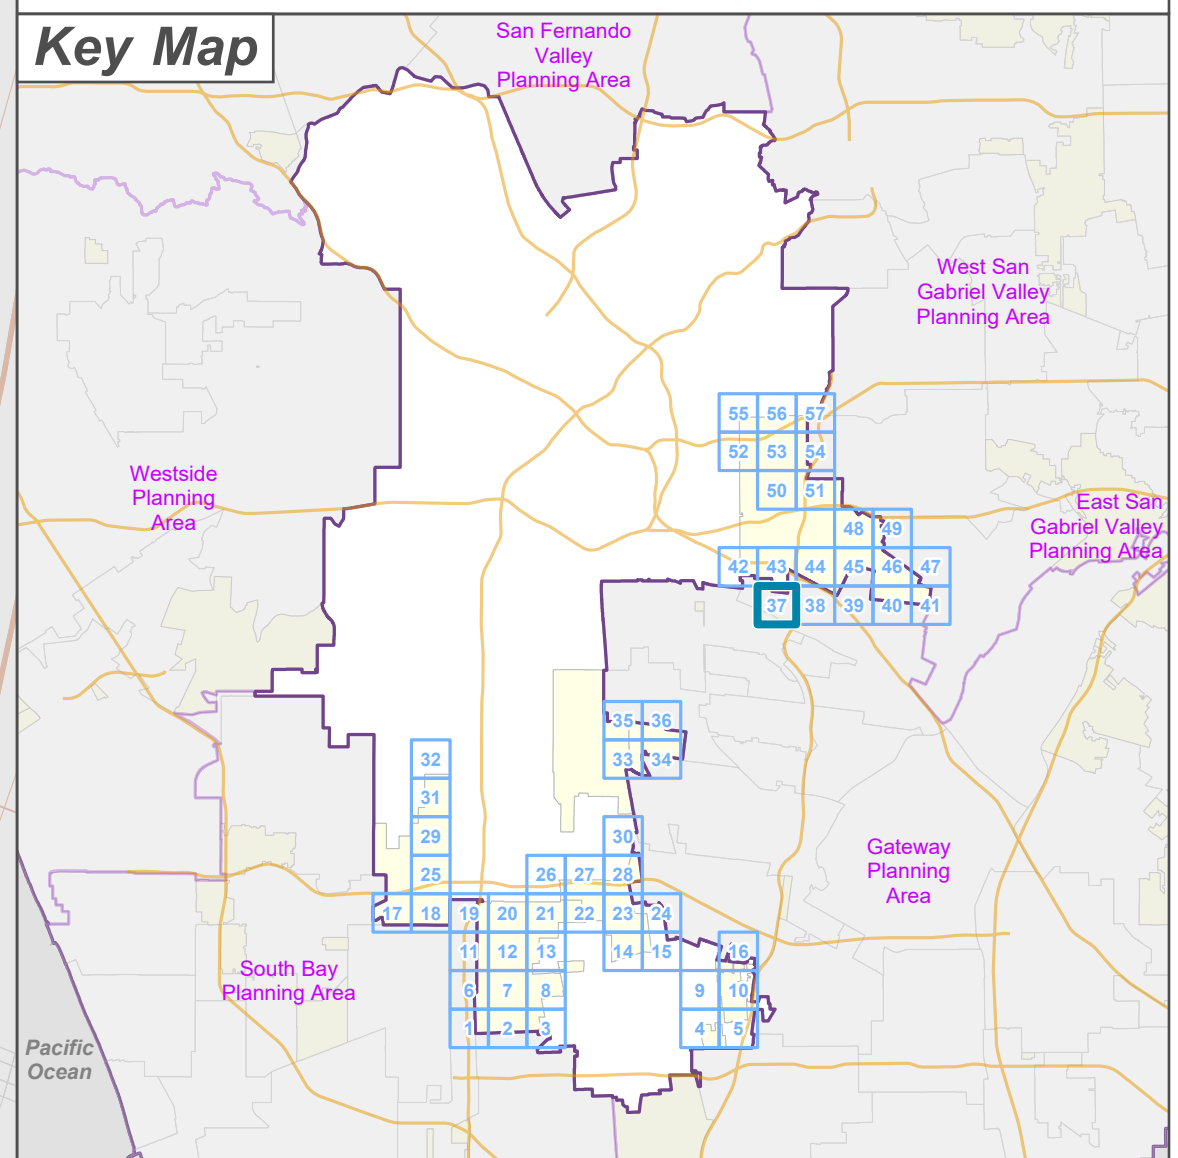 Key Map
San Fernando
Valley
Planning Area
West San
Gabriel Valley
Planning Area
55 56 57
Westside
Planning
Area
52 53 54
50 51
East San
Gabriel Valley
Planning Area
48 49
42 43 44 45 46 47
37 38 39 40 41
35 36
32
33 34
31
29
30
Gateway
Planning
Area
25
26 27 28
17 18 19 20 21 22 23 24
11 12 13
14 15
16
South Bay
Planning Area
6 7 8
9 10
1 2 3
4 5
Pacific
Ocean